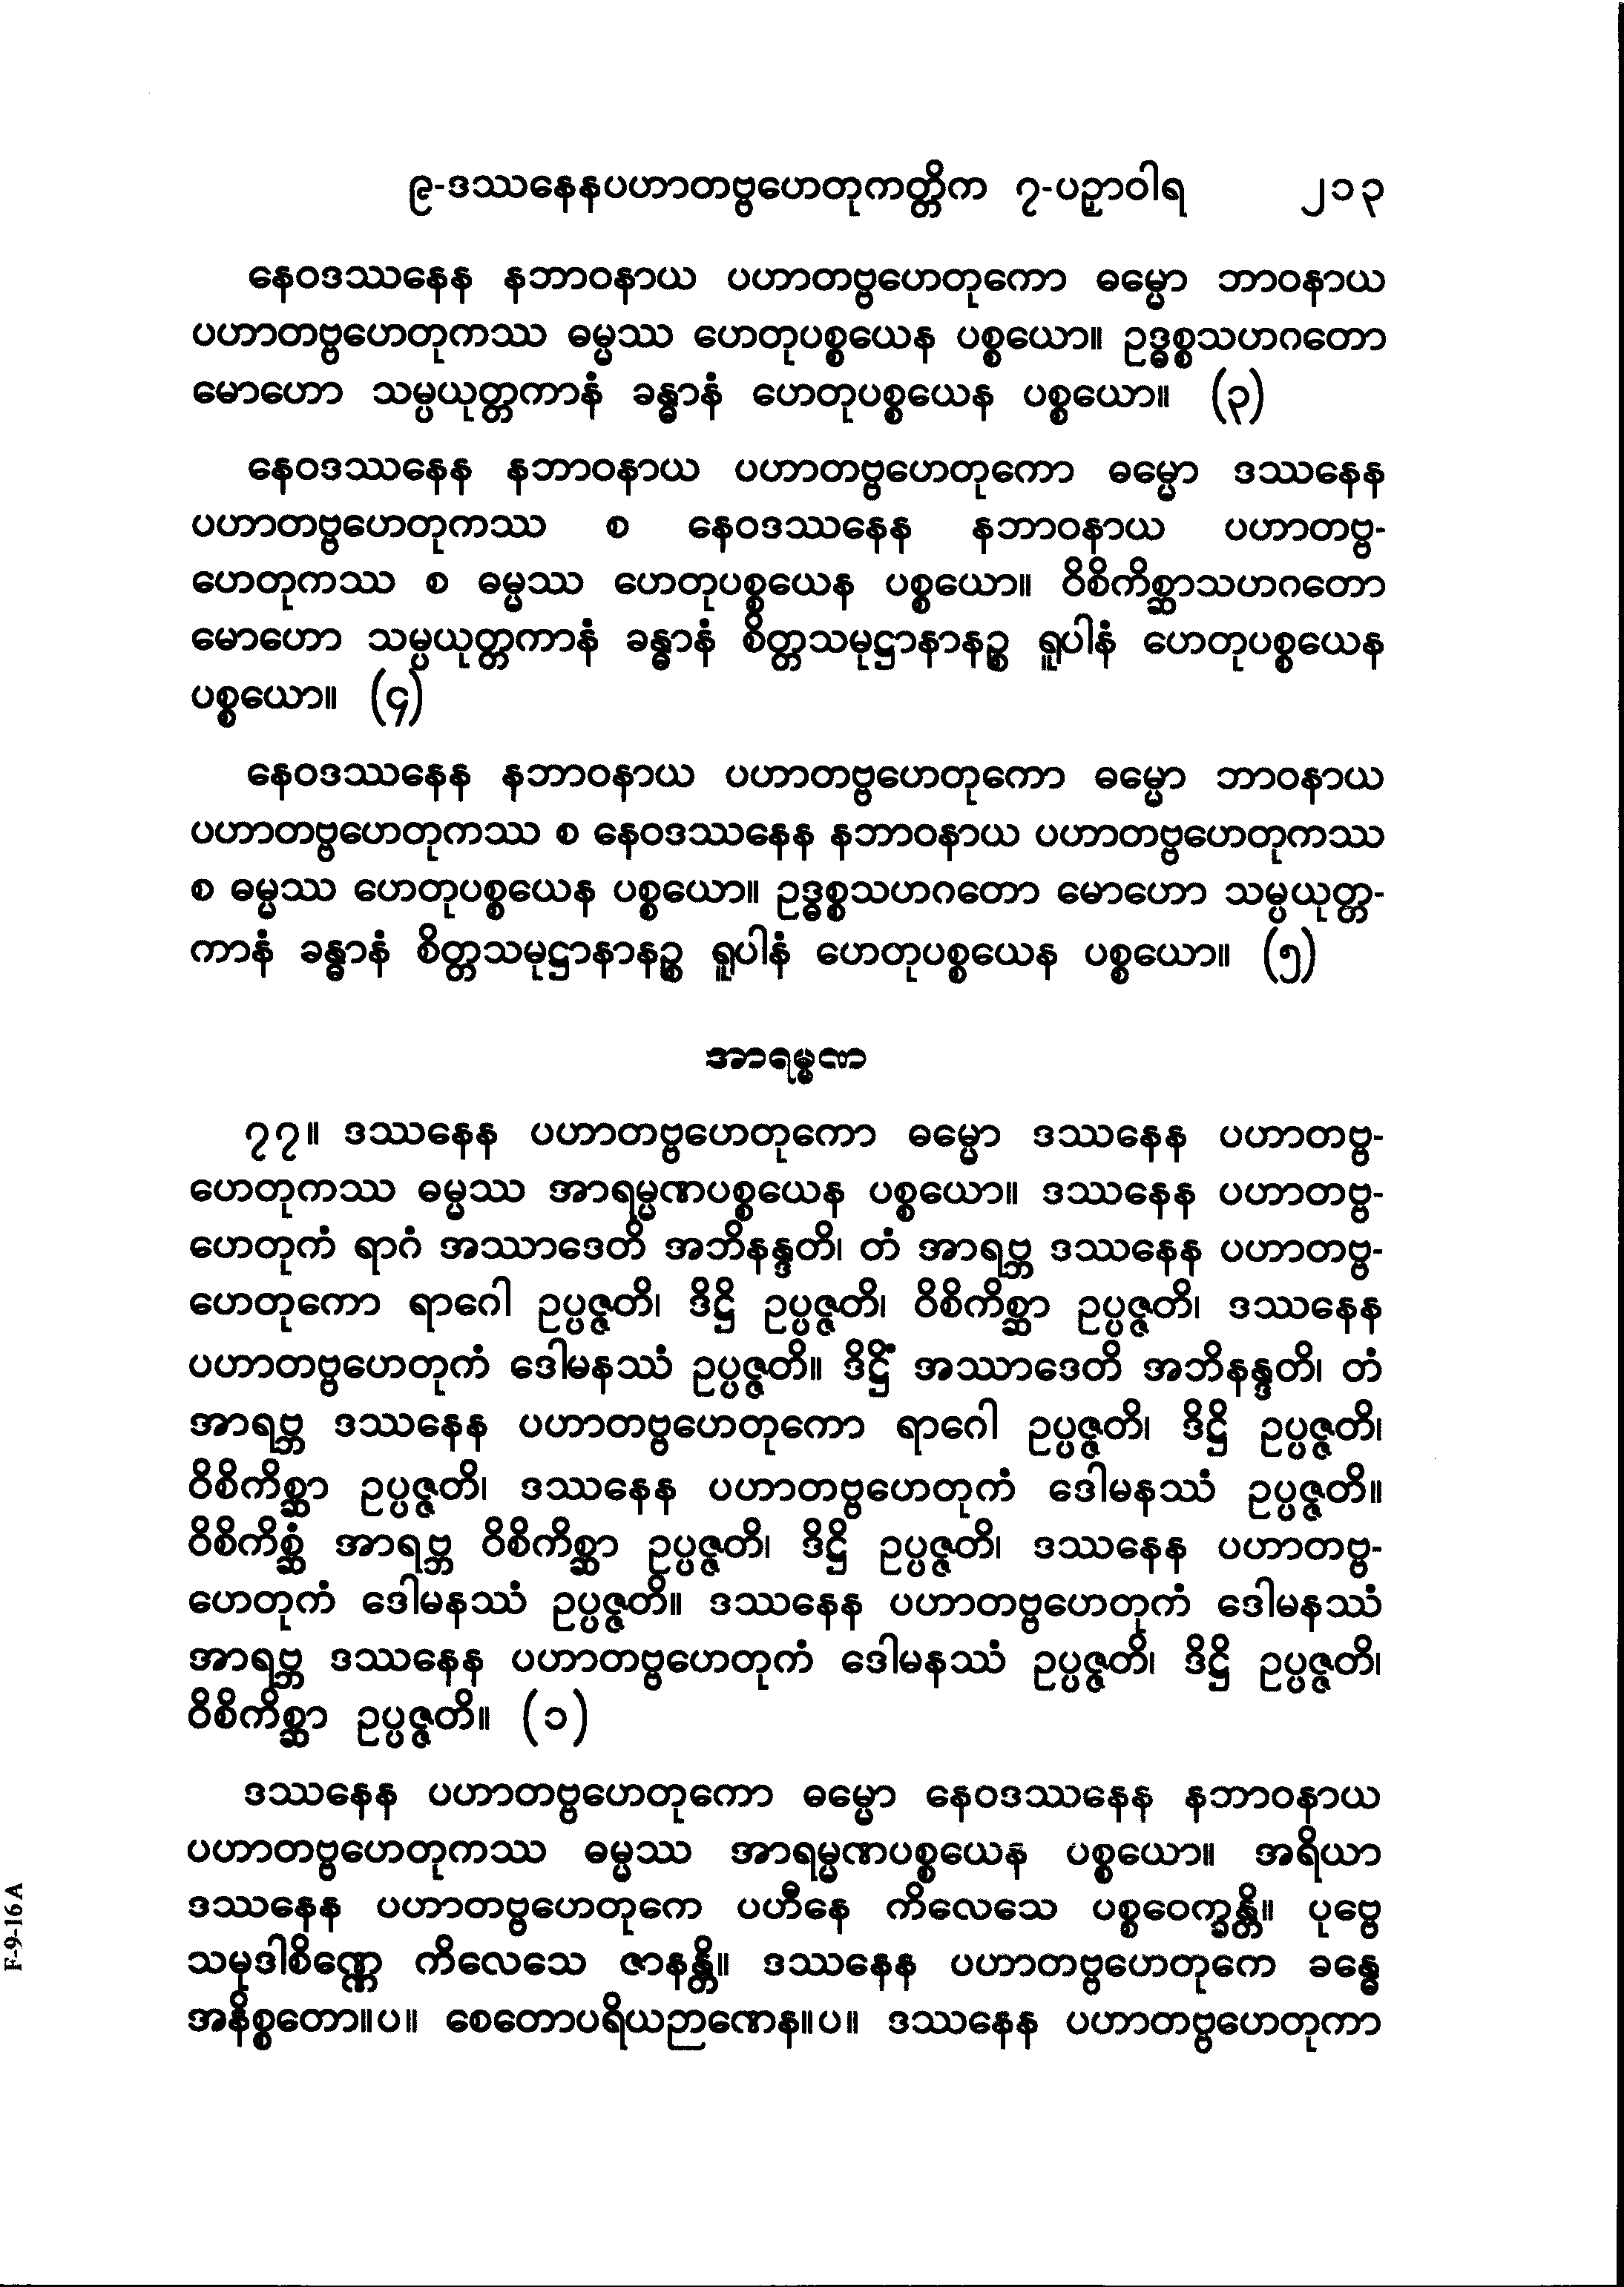 ၉-ဒဿနေနပဟာတဗ္ဗဟေတုကတ္တိက ၇-ပဉှာဝါရ ၂၁၃
နေဝဒဿနေန နဘာဝနာယ ပဟာတဗ္ဗဟေတုကော ဓမ္မော ဘာဝနာယ
ပဟာတဗ္ဗဟေတုကဿ ဓမ္မဿ ဟေတုပစ္စယေန ပစ္စယော။ ဥဒ္ဓစ္စသဟဂတော
မောဟော သမ္ပယုတ္တကာနံ ခန္ဓာနံ ဟေတုပစ္စယေန ပစ္စယော။ (၃)
နေဝဒဿနေန နဘာဝနာယ ပဟာတဗ္ဗဟေတုကော ဓမ္မော ဒဿနေန
ပဟာတဗ္ဗဟေတုကဿ စ နေဝဒဿနေန နဘာဝနာယ ပဟာတဗ္ဗ-
ဟေတုကဿ စ ဓမ္မဿ ဟေတုပစ္စယေန ပစ္စယော။ ဝိစိကိစ္ဆာသဟဂတော
မောဟော သမ္ပယုတ္တကာနံ ခန္ဓာနံ စိတ္တသမုဋ္ဌာနာနဉ္စ ရူပါနံ ဟေတုပစ္စယေန
ပစ္စယော။ (၄)
နေဝဒဿနေန နဘာဝနာယ ပဟာတဗ္ဗဟေတုကော ဓမ္မော ဘာဝနာယ
ပဟာတဗ္ဗဟေတုကဿ စ နေဝဒဿနေန နဘာဝနာယ ပဟာတဗ္ဗဟေတုကဿ
စ ဓမ္မဿ ဟေတုပစ္စယေန ပစ္စယော။ ဥဒ္ဓစ္စသဟဂတော မောဟော သမ္ပယုတ္တ-
ကာနံ ခန္ဓာနံ စိတ္တသမုဋ္ဌာနာနဉ္စ ရူပါနံ ဟေတုပစ္စယေန ပစ္စယော။ (၅)
အာရမ္မဏ
၇၇။ ဒဿနေန ပဟာတဗ္ဗဟေတုကော ဓမ္မော ဒဿနေန ပဟာတဗ္ဗ-
ဟေတုကဿ ဓမ္မဿ အာရမ္မဏပစ္စယေန ပစ္စယော။ ဒဿနေန ပဟာတဗ္ဗ-
ဟေတုကံ ရာဂံ အဿာဒေတိ အဘိနန္ဒတိ၊ တံ အာရဗ္ဘ ဒဿနေန ပဟာတဗ္ဗ-
ဟေတုကော ရာဂေါ ဥပ္ပဇ္ဇတိ၊ ဒိဋ္ဌိ ဥပ္ပဇ္ဇတိ၊ ဝိစိကိစ္ဆာ ဥပ္ပဇ္ဇတိ၊ ဒဿနေန
ပဟာတဗ္ဗဟေတုကံ ဒေါမနဿံ ဥပ္ပဇ္ဇတိ။ ဒိဋ္ဌိံ အဿာဒေတိ အဘိနန္ဒတိ၊ တံ
အာရဗ္ဘ ဒဿနေန ပဟာတဗ္ဗဟေတုကော ရာဂေါ ဥပ္ပဇ္ဇတိ၊ ဒိဋ္ဌိ ဥပ္ပဇ္ဇတိ၊
ဝိစိကိစ္ဆာ ဥပ္ပဇ္ဇတိ၊ ဒဿနေန ပဟာတဗ္ဗဟေတုကံ ဒေါမနဿံ ဥပ္ပဇ္ဇတိ။
ဝိစိကိစ္ဆံ အာရဗ္ဘ ဝိစိကိစ္ဆာ ဥပ္ပဇ္ဇတိ၊ ဒိဋ္ဌိ ဥပ္ပဇ္ဇတိ၊ ဒဿနေန ပဟာတဗ္ဗ-
ဟေတုကံ ဒေါမနဿံ ဥပ္ပဇ္ဇတိ။ ဒဿနေန ပဟာတဗ္ဗဟေတုကံ ဒေါမနဿံ
အာရဗ္ဘ ဒဿနေန ပဟာတဗ္ဗဟေတုကံ ဒေါမနဿံ ဥပ္ပဇ္ဇတိ၊ ဒိဋ္ဌိ ဥပ္ပဇ္ဇတိ၊
ဝိစိကိစ္ဆာ ဥပ္ပဇ္ဇတိ။ (၁)
ဒဿနေန ပဟာတဗ္ဗဟေတုကော ဓမ္မော နေဝဒဿနေန နဘာဝနာယ
ပဟာတဗ္ဗဟေတုကဿ ဓမ္မဿ အာရမ္မဏပစ္စယေန ပစ္စယော။ အရိယာ
ဒဿနေန ပဟာတဗ္ဗဟေတုကေ ပဟီနေ ကိလေသေ ပစ္စဝေက္ခန္တိ။ ပုဗ္ဗေ
သမုဒါစိဏ္ဏေ ကိလေသေ ဇာနန္တိ။ ဒဿနေန ပဟာတဗ္ဗဟေတုကေ ခန္ဓေ
အနိစ္စတော။ပ။ စေတောပရိယဉာဏေန။ပ။ ဒဿနေန ပဟာတဗ္ဗဟေတုကာ
F-9-16A